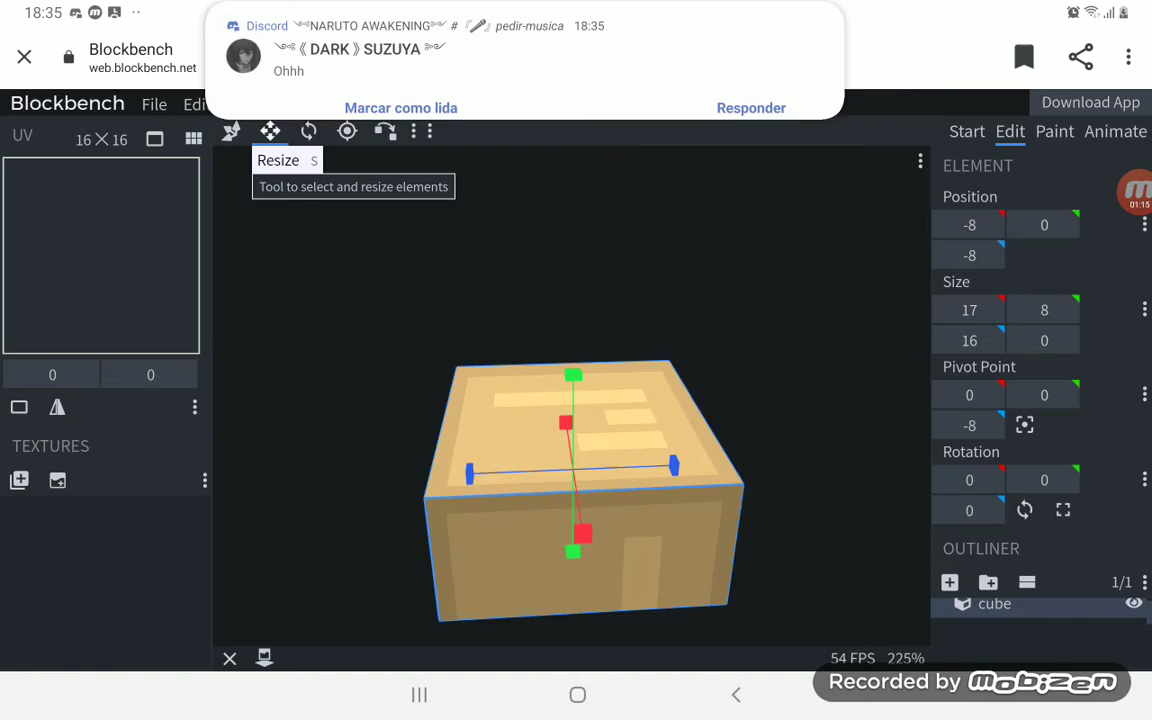 18:35
Discord ༺NARUTO AWAKENING༻ # 『🎤』pedir-musica 18:35
༺《 DARK 》SUZUYA ༻
Ohhh
Marcar como lida
Responder
Blockbench
web.blockbench.net
Blockbench File Edi
Download App
UV 16×16
Start Edit Paint Animate
Resize S
Tool to select and resize elements
ELEMENT
Position
-8 0
-8
01:15
Size
17 8
16 0
Pivot Point
0 0
-8
Rotation
0 0
0
0 0
TEXTURES
OUTLINER
1/1
cube
54 FPS 225%
Recorded by mobizen